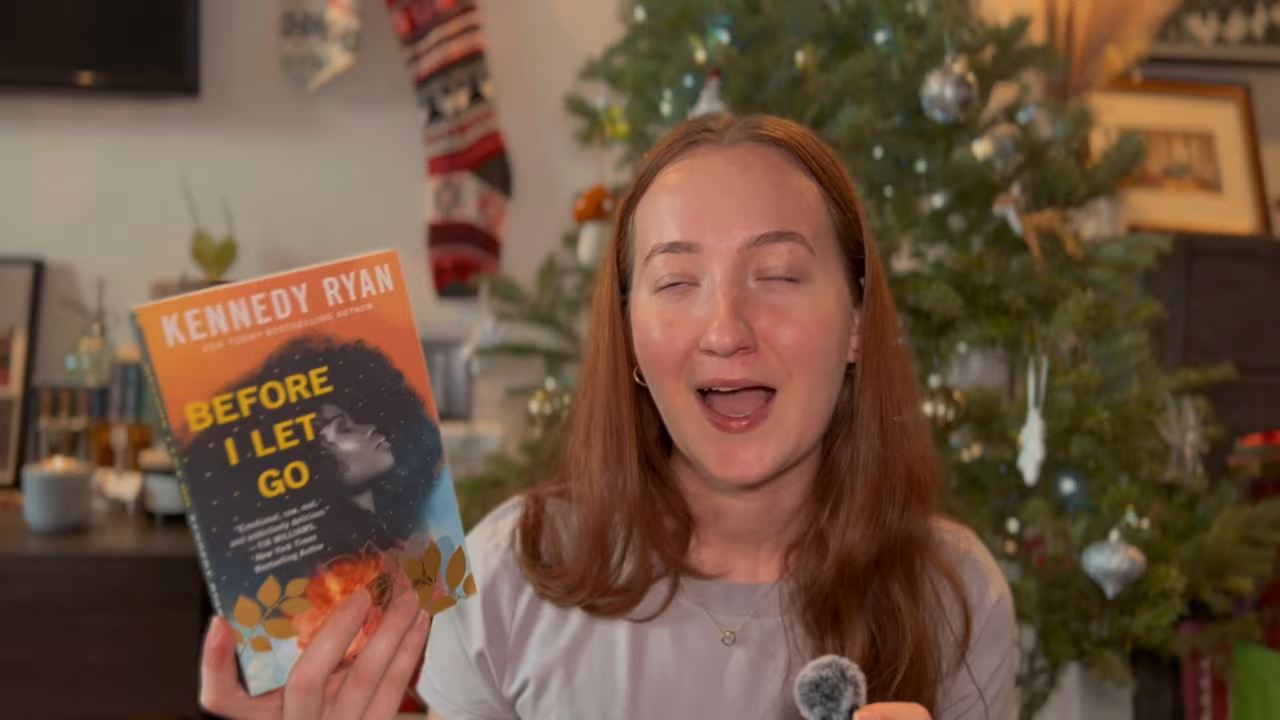 KENNEDY RYAN
USA TODAY BESTSELLING AUTHOR
BEFORE
I LET
GO
"Emotional, raw, real,
and addictively delicious."
—TIA WILLIAMS,
New York Times
Bestselling Author